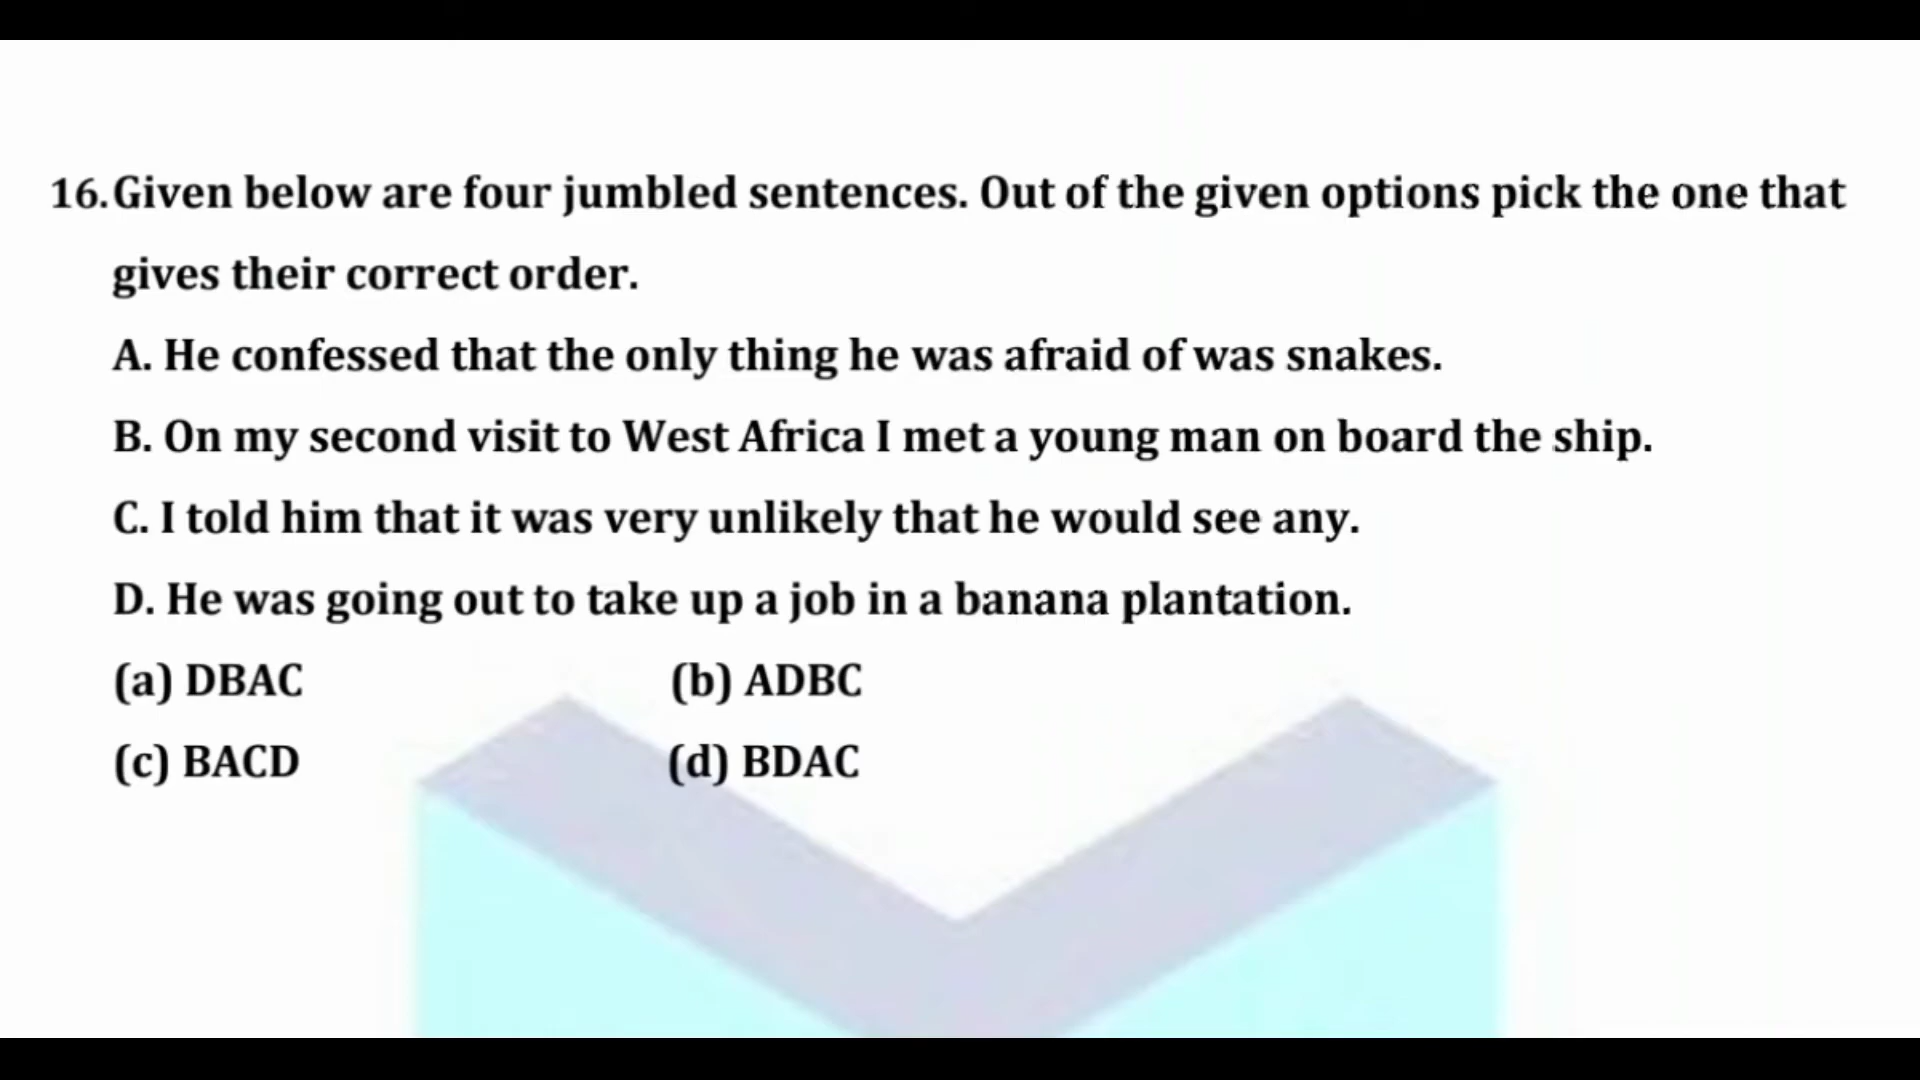 16. Given below are four jumbled sentences. Out of the given options pick the one that
gives their correct order.
A. He confessed that the only thing he was afraid of was snakes.
B. On my second visit to West Africa I met a young man on board the ship.
C. I told him that it was very unlikely that he would see any.
D. He was going out to take up a job in a banana plantation.
(a) DBAC (b) ADBC
(c) BACD (d) BDAC